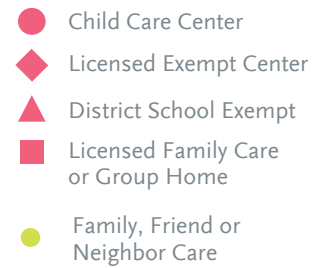 Child Care Center
Licensed Exempt Center
District School Exempt
Licensed Family Care
or Group Home
Family, Friend or
Neighbor Care